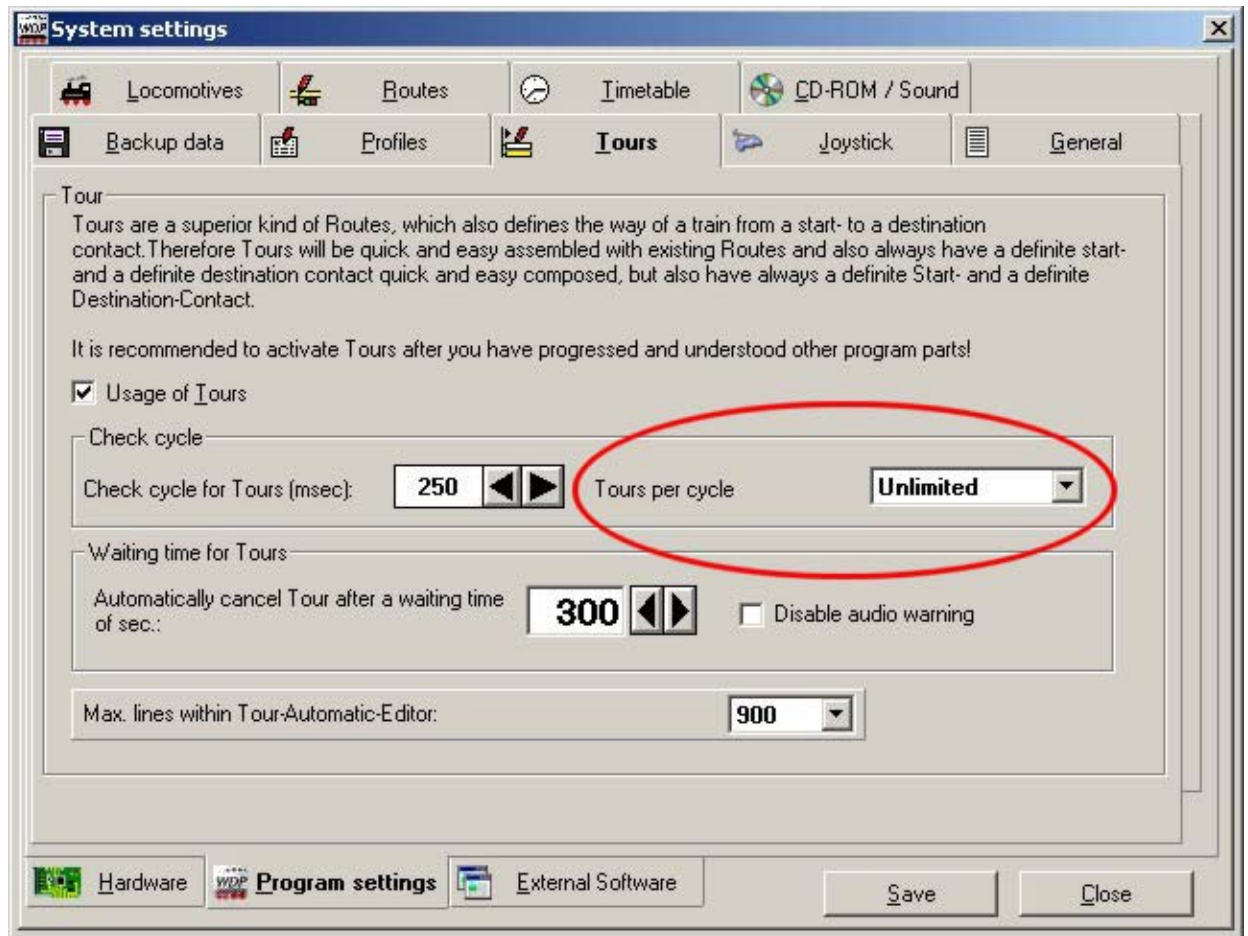 WDP System settings
Locomotives Routes Timetable CD-ROM / Sound
Backup data Profiles Tours Joystick General
Tour
Tours are a superior kind of Routes, which also defines the way of a train from a start- to a destination
contact.Therefore Tours will be quick and easy assembled with existing Routes and also always have a definite start-
and a definite destination contact quick and easy composed, but also have always a definite Start- and a definite
Destination-Contact.
It is recommended to activate Tours after you have progressed and understood other program parts!
Usage of Tours
Check cycle
Check cycle for Tours (msec): 250 Tours per cycle Unlimited
Waiting time for Tours
Automatically cancel Tour after a waiting time
of sec.: 300 Disable audio warning
Max. lines within Tour-Automatic-Editor: 900
Hardware WDP Program settings External Software Save Close